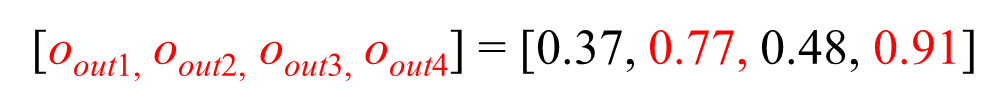 [o_out1, o_out2, o_out3, o_out4] = [0.37, 0.77, 0.48, 0.91]